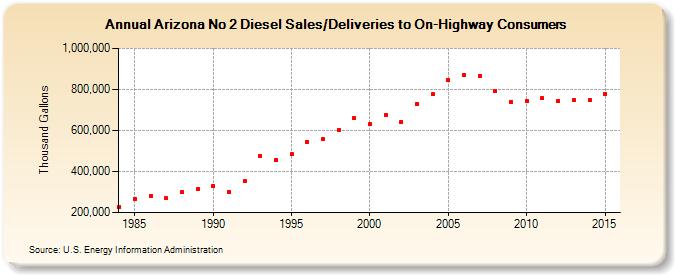 Annual Arizona No 2 Diesel Sales/Deliveries to On-Highway Consumers
Thousand Gallons
1,000,000
800,000
600,000
400,000
200,000
1985 1990 1995 2000 2005 2010 2015
Source: U.S. Energy Information Administration